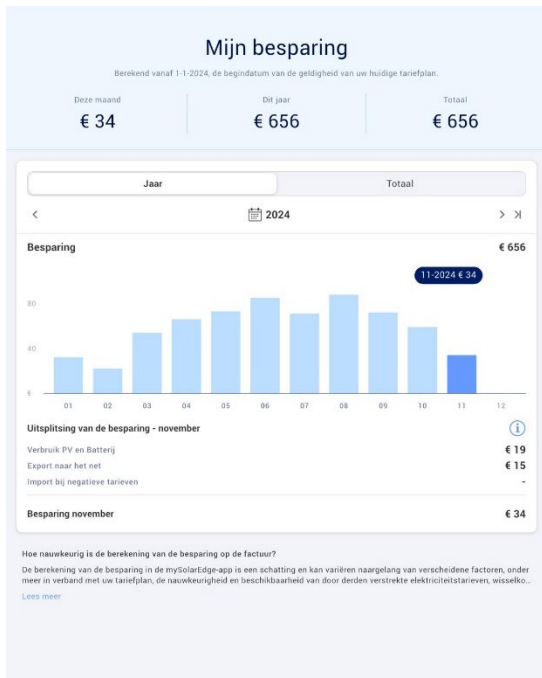 Mijn besparing
Berekend vanaf 1-1-2024, de begindatum van de geldigheid van uw huidige tariefplan.
Deze maand
€ 34
Dit jaar
€ 656
Totaal
€ 656
Jaar
Totaal
2024
Besparing
€ 656
11-2024 € 34
80
40
€
01 02 03 04 05 06 07 08 09 10 11 12
Uitsplitsing van de besparing - november
Verbruik PV en Batterij
€ 19
Export naar het net
€ 15
Import bij negatieve tarieven
-
Besparing november
€ 34
Hoe nauwkeurig is de berekening van de besparing op de factuur?
De berekening van de besparing in de mySolarEdge-app is een schatting en kan variëren naargelang van verscheidene factoren, onder
meer in verband met uw tariefplan, de nauwkeurigheid en beschikbaarheid van door derden verstrekte elektriciteitstarieven, wisselko...
Lees meer